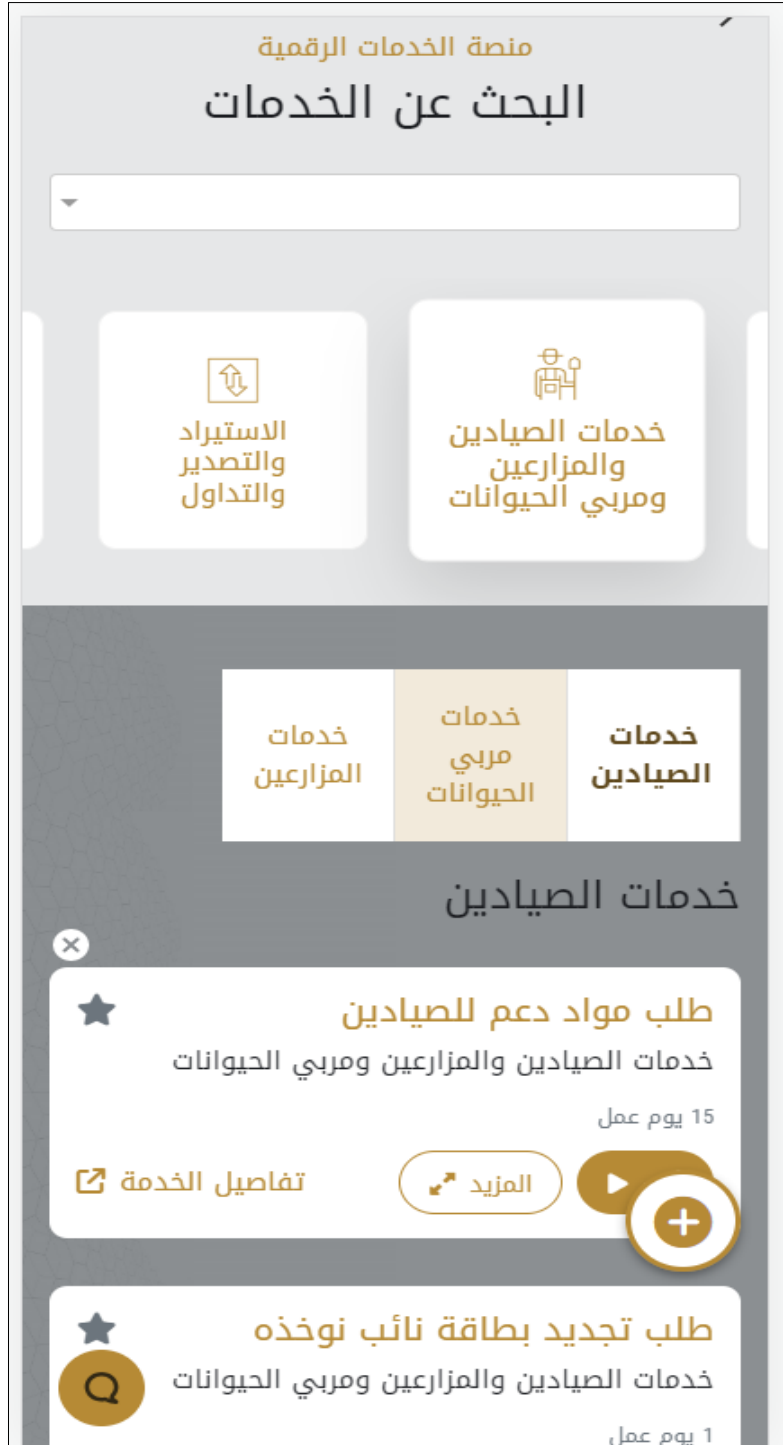 منصة الخدمات الرقمية
البحث عن الخدمات
خدمات الصيادين
والمزارعين
ومربي الحيوانات
الاستيراد
والتصدير
والتداول
خدمات
الصيادين
خدمات
مربي
الحيوانات
خدمات
المزارعين
خدمات الصيادين
طلب مواد دعم للصيادين
خدمات الصيادين والمزارعين ومربي الحيوانات
15 يوم عمل
المزيد
تفاصيل الخدمة
طلب تجديد بطاقة نائب نوخذه
خدمات الصيادين والمزارعين ومربي الحيوانات
1 يوم عمل